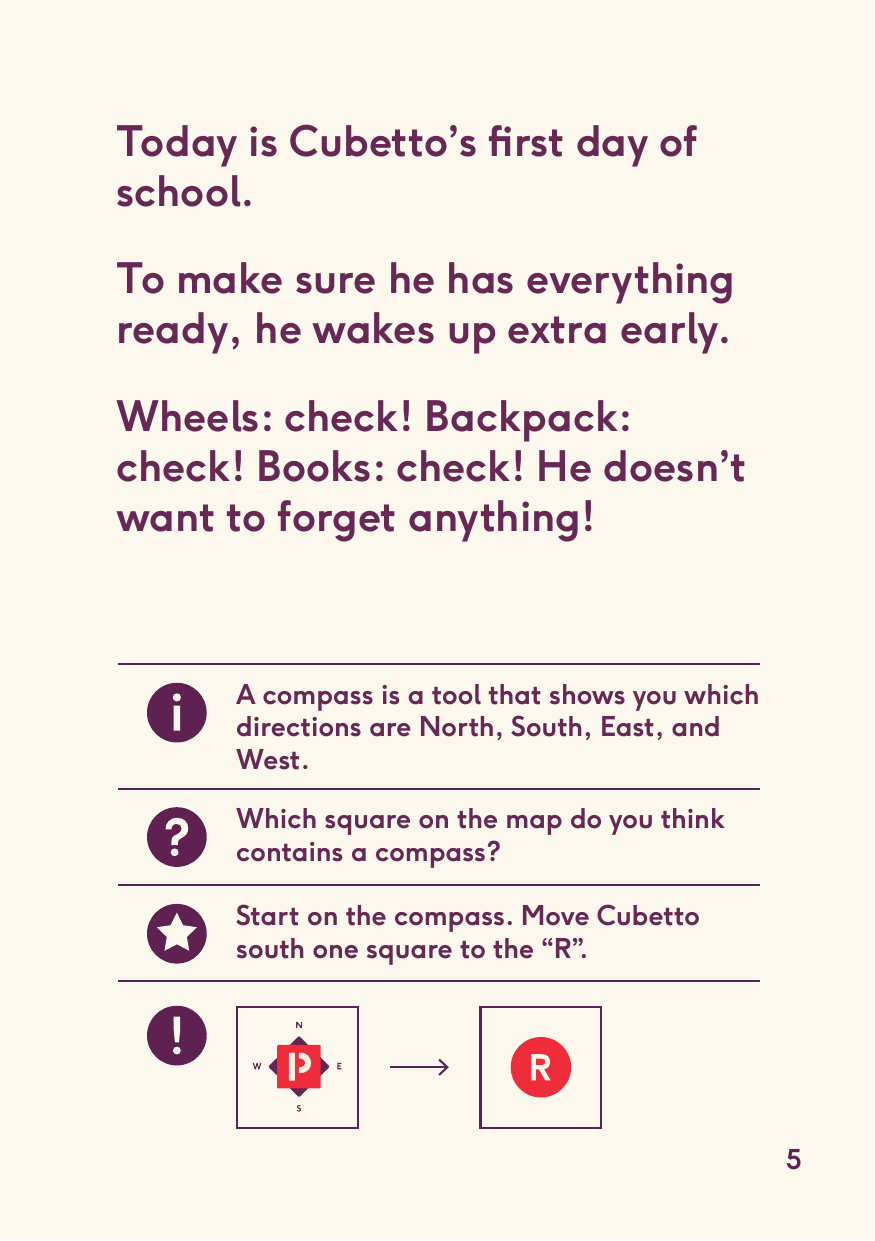 Today is Cubetto’s first day of
school.
To make sure he has everything
ready, he wakes up extra early.
Wheels: check! Backpack:
check! Books: check! He doesn’t
want to forget anything!
i
A compass is a tool that shows you which
directions are North, South, East, and
West.
?
Which square on the map do you think
contains a compass?
Start on the compass. Move Cubetto
south one square to the “R”.
!
N
W P E
S
R
5